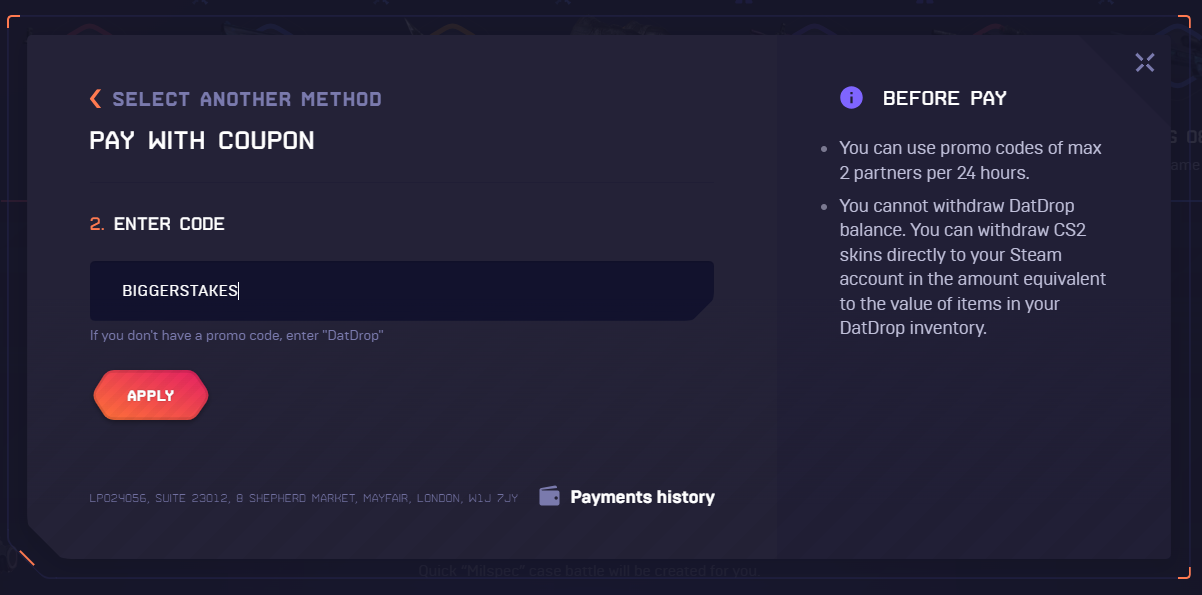 SELECT ANOTHER METHOD
PAY WITH COUPON
2. ENTER CODE
BIGGERSTAKES
If you don't have a promo code, enter "DatDrop"
APPLY
LP024056, SUITE 23012, 8 SHEPHERD MARKET, MAYFAIR, LONDON, W1J 7JY
Payments history
BEFORE PAY
• You can use promo codes of max
2 partners per 24 hours.
• You cannot withdraw DatDrop
balance. You can withdraw CS2
skins directly to your Steam
account in the amount equivalent
to the value of items in your
DatDrop inventory.
Quick "Milspec" case battle will be created for you.